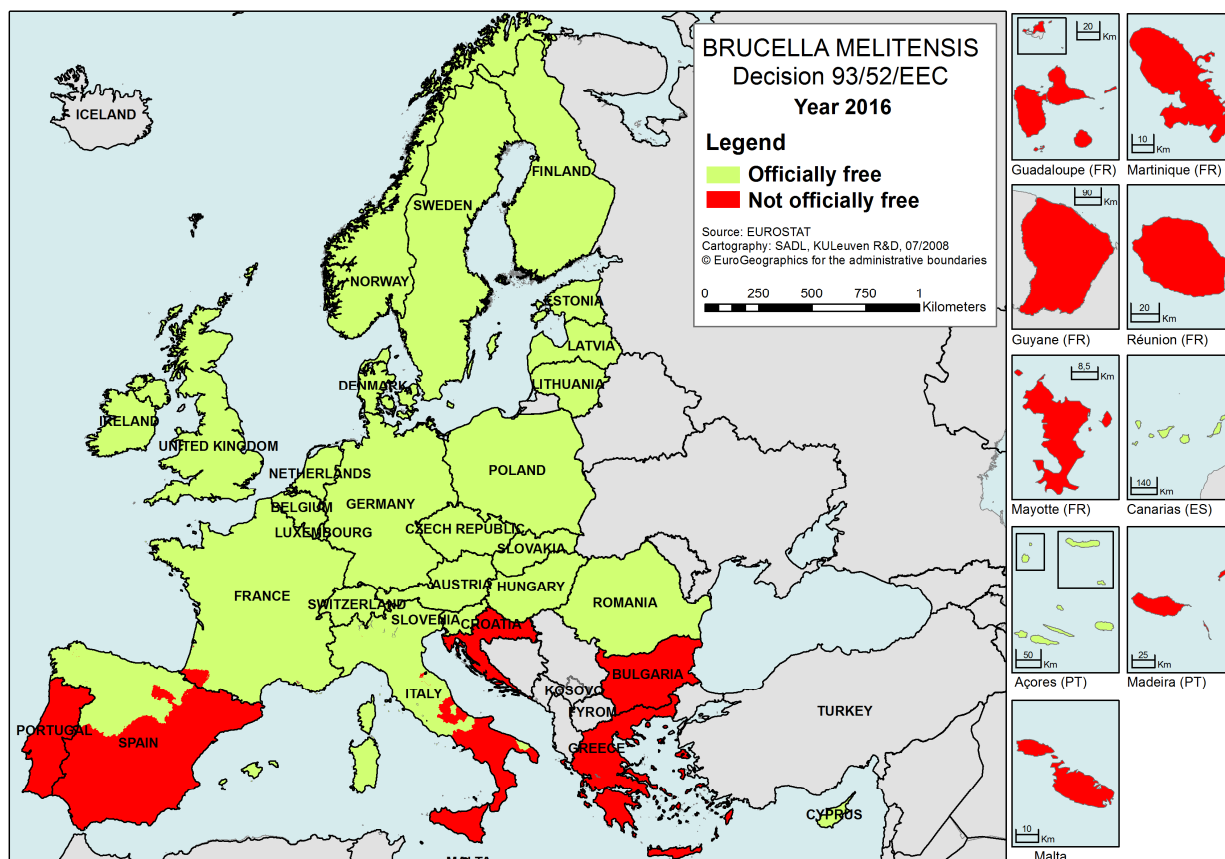 BRUCELLA MELITENSIS
Decision 93/52/EEC
Year 2016
Legend
Officially free
Not officially free
Source: EUROSTAT
Cartography: SADL, KULeuven R&D, 07/2008
© EuroGeographics for the administrative boundaries
0 250 500 750 1
Kilometers
ICELAND
FINLAND
SWEDEN
NORWAY
ESTONIA
LATVIA
LITHUANIA
DENMARK
IRELAND
UNITED KINGDOM
NETHERLANDS
POLAND
BELGIUM
GERMANY
LUXEMBOURG
CZECH REPUBLIC
SLOVAKIA
AUSTRIA
HUNGARY
FRANCE
SWITZERLAND
ROMANIA
SLOVENIA
CROATIA
ITALY
BULGARIA
KOSOVO
FYROM
TURKEY
PORTUGAL
SPAIN
GREECE
CYPRUS
MALTA
20
Km
Guadaloupe (FR)
10
Km
Martinique (FR)
90
Km
Guyane (FR)
20
Km
Réunion (FR)
8,5
Km
Mayotte (FR)
140
Km
Canarias (ES)
50
Km
Açores (PT)
25
Km
Madeira (PT)
10
Km
Malta